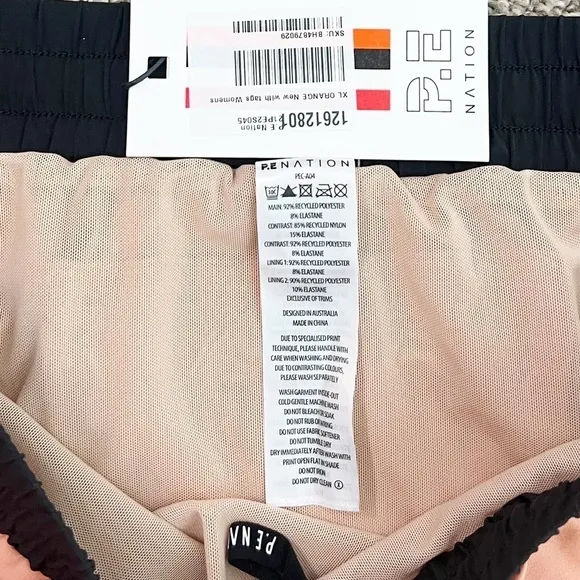 SKU: BH4879029
XL ORANGE New with tags Womens
P.E Nation
12612801
P.E
NATION
P.E NATION
PEC-A04
MAIN: 92% RECYCLED POLYESTER
8% ELASTANE
CONTRAST: 85% RECYCLED NYLON
15% ELASTANE
CONTRAST: 92% RECYCLED POLYESTER
8% ELASTANE
LINING 1: 92% RECYCLED POLYESTER
8% ELASTANE
LINING 2: 90% RECYCLED POLYESTER
10% ELASTANE
EXCLUSIVE OF TRIMS
DESIGNED IN AUSTRALIA
MADE IN CHINA
DUE TO SPECIALISED PRINT
TECHNIQUE, PLEASE HANDLE WITH
CARE WHEN WASHING AND DRYING
DUE TO CONTRASTING COLOURS,
PLEASE WASH SEPARATELY
WASH GARMENT INSIDE-OUT
COLD GENTLE MACHINE WASH
DO NOT BLEACH OR SOAK
DO NOT RUB OR WRING
DO NOT USE FABRIC SOFTENER
DO NOT TUMBLE DRY
DRY IMMEDIATELY AFTER WASH WITH
PRINT OPEN FLAT IN SHADE
DO NOT IRON
DO NOT DRY CLEAN
P.E NA